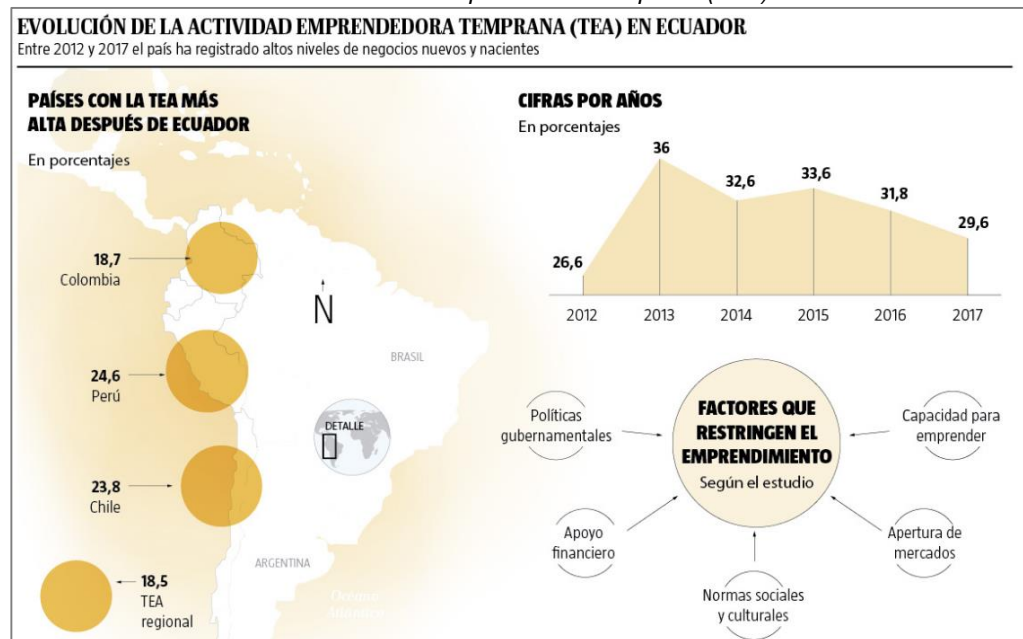 EVOLUCIÓN DE LA ACTIVIDAD EMPRENDEDORA TEMPRANA (TEA) EN ECUADOR
Entre 2012 y 2017 el país ha registrado altos niveles de negocios nuevos y nacientes
PAÍSES CON LA TEA MÁS
ALTA DESPUÉS DE ECUADOR
En porcentajes
18,7
Colombia
24,6
Perú
23,8
Chile
18,5
TEA
regional
N
BRASIL
DETALLE
ARGENTINA
Océano
Atlántico
CIFRAS POR AÑOS
En porcentajes
26,6
36
32,6
33,6
31,8
29,6
2012
2013
2014
2015
2016
2017
FACTORES QUE
RESTRINGEN EL
EMPRENDIMIENTO
Según el estudio
Políticas
gubernamentales
Capacidad para
emprender
Apoyo
financiero
Apertura de
mercados
Normas sociales
y culturales